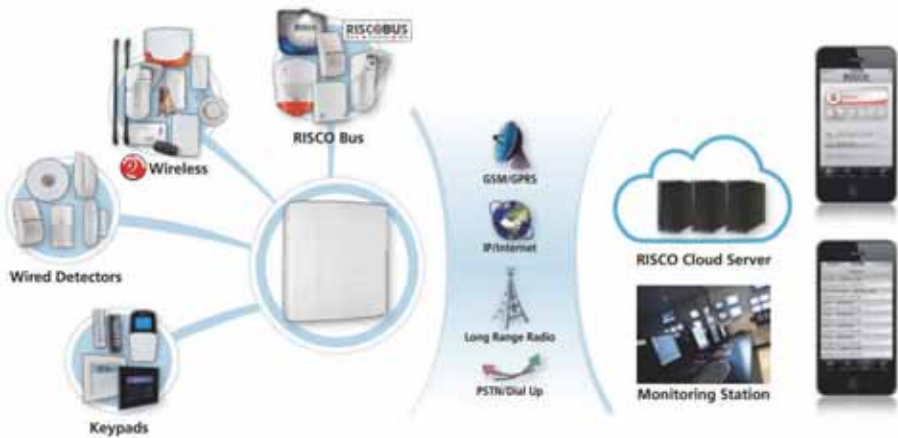 RISCOBUS
RISCO Bus
2 Wireless
Wired Detectors
Keypads
GSM/GPRS
IP/Internet
Long Range Radio
PSTN/Dial Up
RISCO Cloud Server
Monitoring Station
RISCO